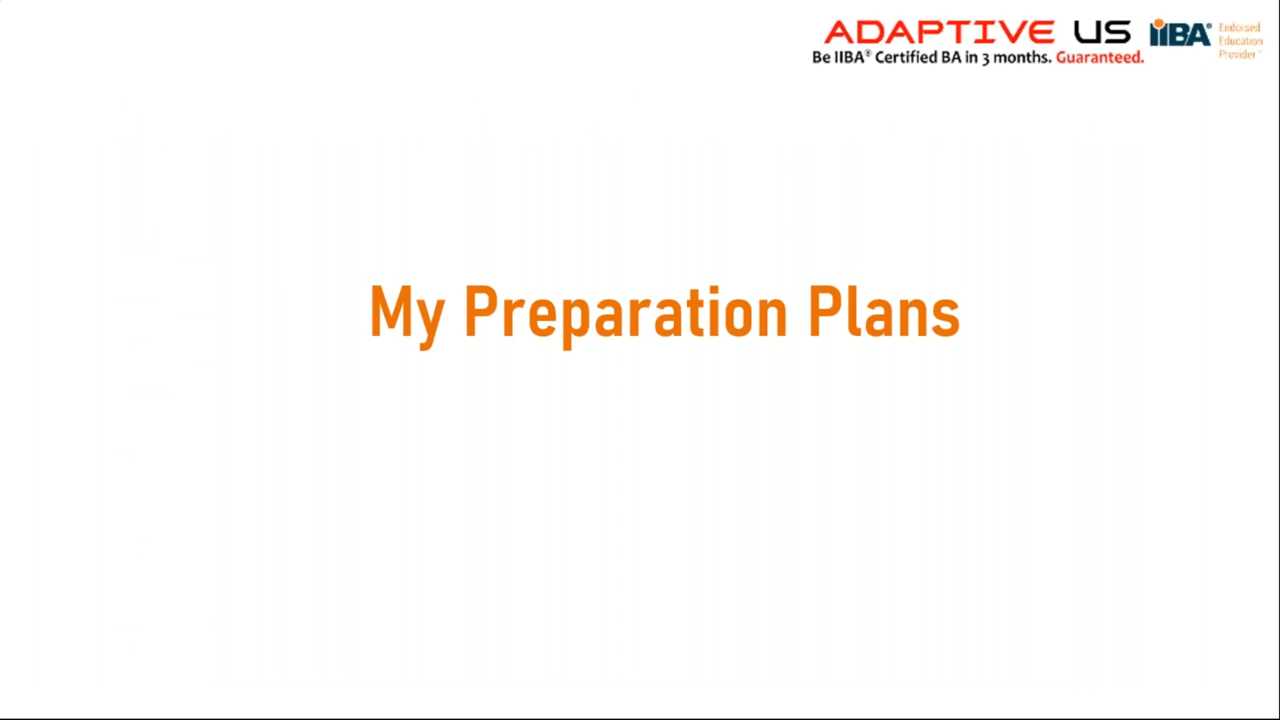 ADAPTIVE US
Be IIBA® Certified BA in 3 months. Guaranteed.
iiBA®
Endorsed
Education
Provider™
My Preparation Plans